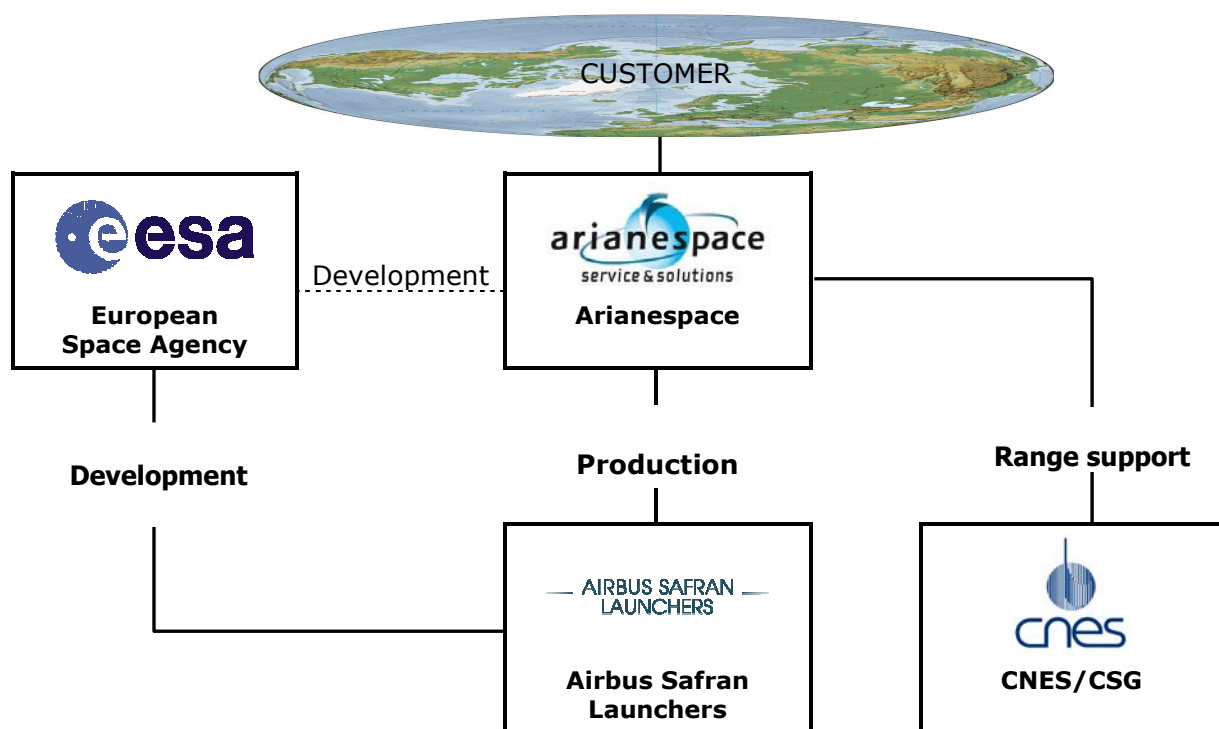 CUSTOMER
esa
European
Space Agency
Development
arianespace
service & solutions
Arianespace
Development
Production
Range support
AIRBUS SAFRAN
LAUNCHERS
Airbus Safran
Launchers
cnes
CNES/CSG